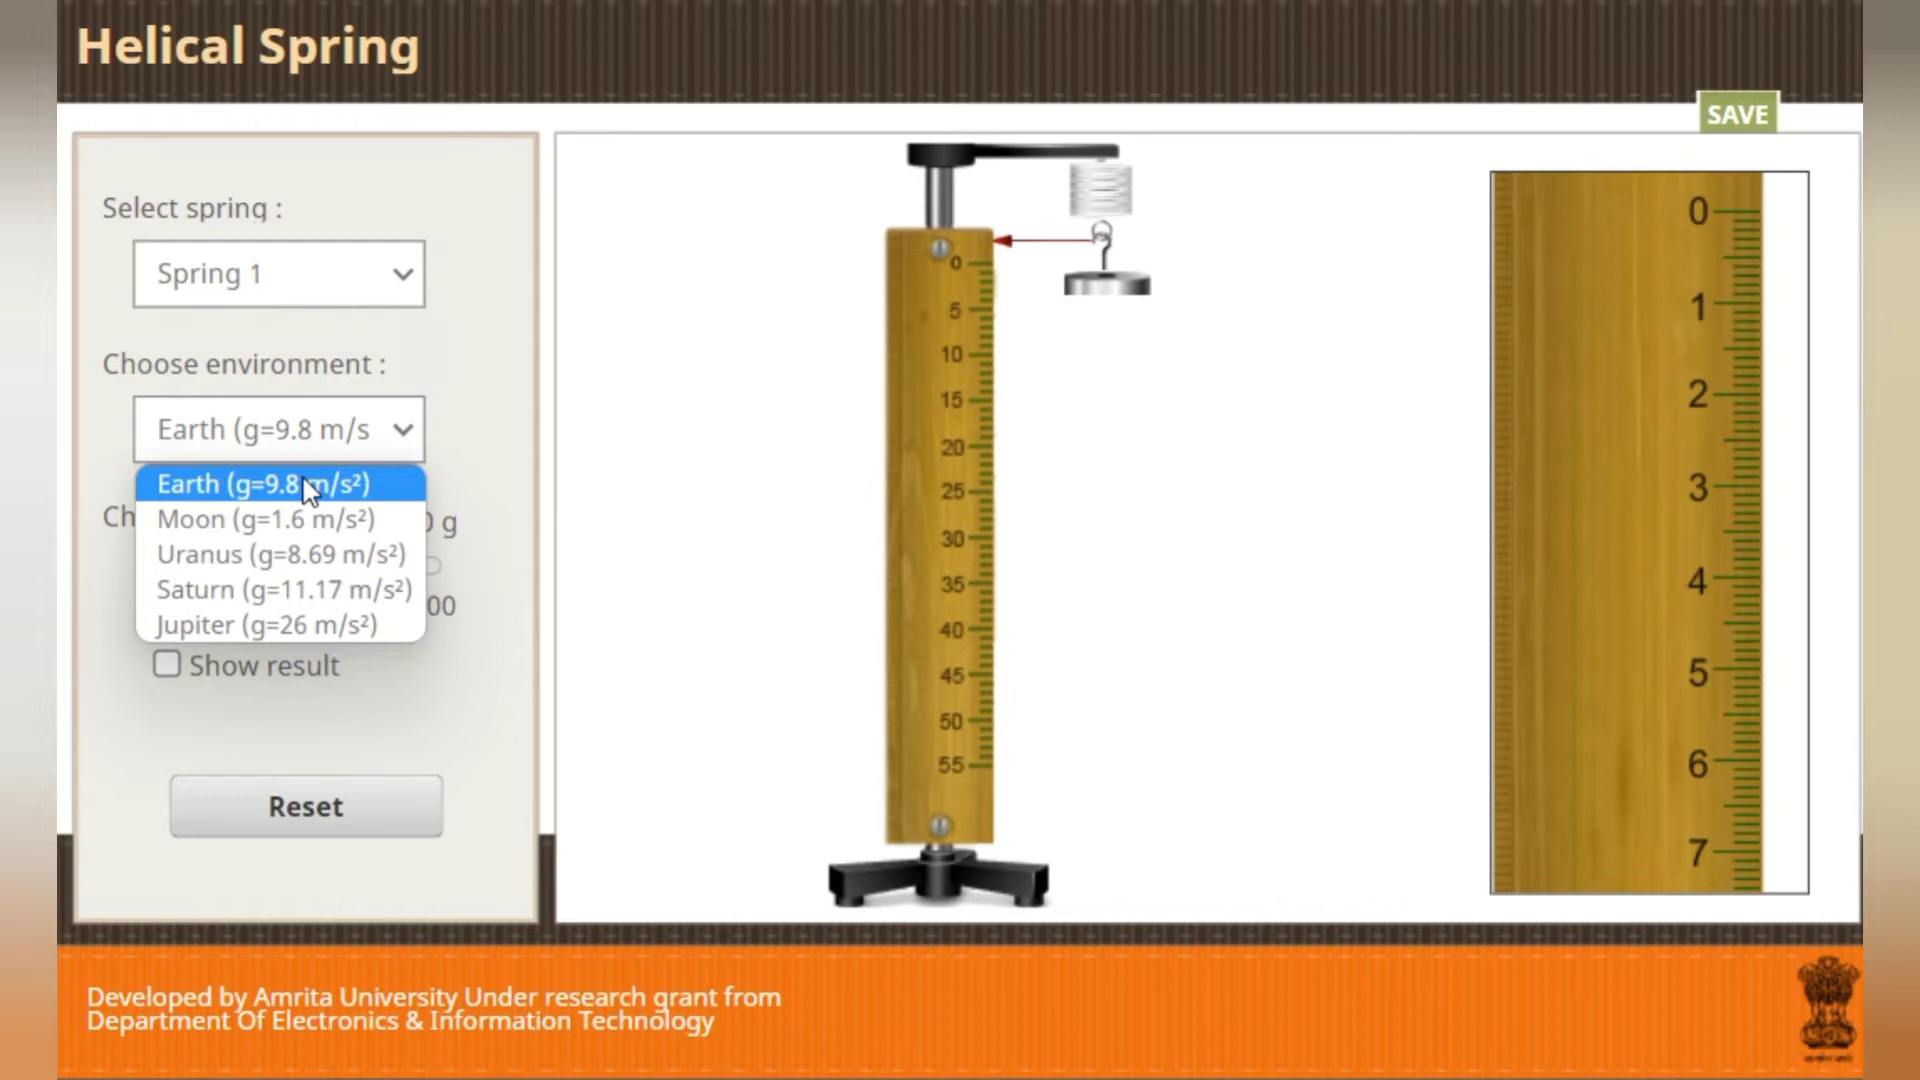 Helical Spring
SAVE
Select spring :
Spring 1
Choose environment :
Earth (g=9.8 m/s
Earth (g=9.8 m/s²)
Moon (g=1.6 m/s²)
Uranus (g=8.69 m/s²)
Saturn (g=11.17 m/s²)
Jupiter (g=26 m/s²)
Ch
0 g
00
Show result
Reset
0
5
10
15
20
25
30
35
40
45
50
55
0
1
2
3
4
5
6
7
Developed by Amrita University Under research grant from
Department Of Electronics & Information Technology